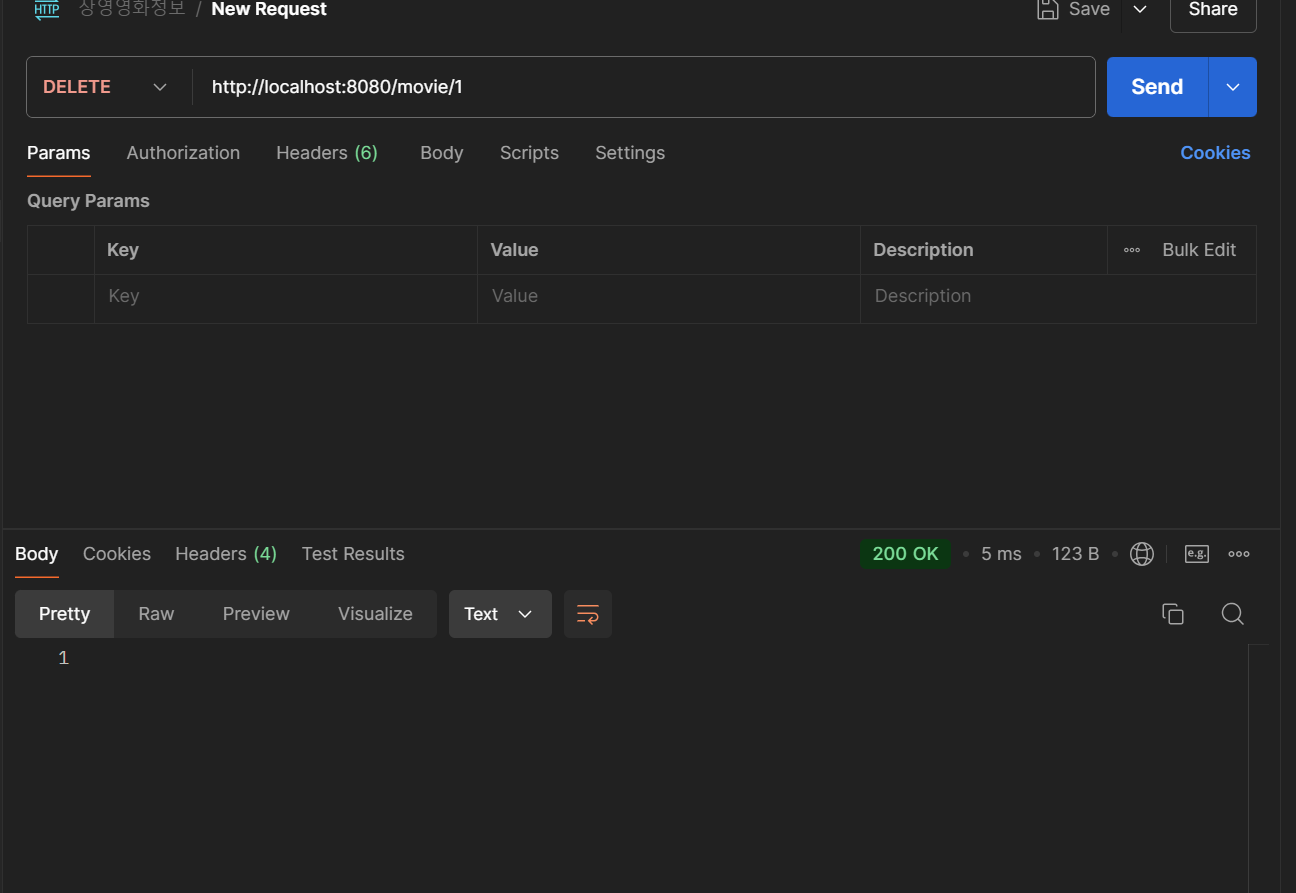 HTTP 상영영화정보 / New Request Save Share
DELETE http://localhost:8080/movie/1 Send
Params Authorization Headers (6) Body Scripts Settings Cookies
Query Params
Key Value Description Bulk Edit
Key Value Description
Body Cookies Headers (4) Test Results 200 OK • 5 ms • 123 B • e.g.
Pretty Raw Preview Visualize Text
1